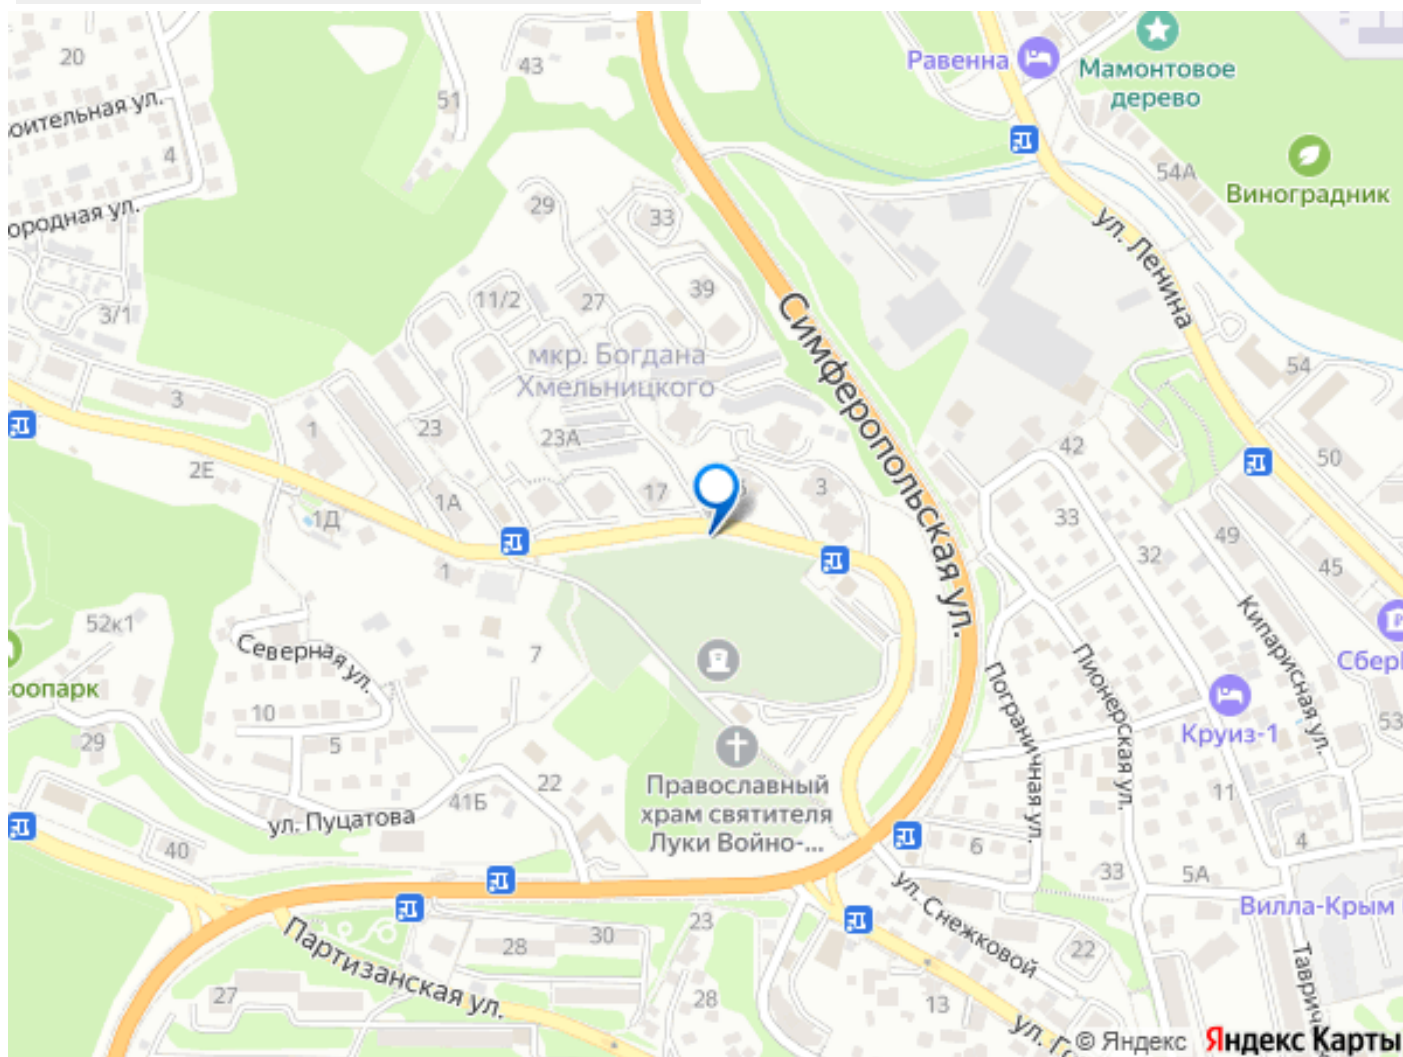 20
43
51
Равенна
Мамонтовое
дерево
оительная ул.
4
54А
Виноградник
ородная ул.
29
33
ул. Ленина
3/1
11/2
27
39
Симферопольская ул.
мкр. Богдана
Хмельницкого
54
3
1
23
23А
42
50
2Е
1А
17
3
1Д
33
49
32
45
1
52к1
Северная ул.
7
Кипарисная ул.
Сбер
зоопарк
10
5
29
Пограничная ул.
Пионерская ул.
Круиз-1
53
22
Православный
храм святителя
Луки Войно-...
41Б
ул. Пуцатова
11
4
40
6
33
5А
ул. Снежковой
Вилла-Крым
Партизанская ул.
28
30
23
22
27
28
13
Таврич
ул. Г
© Яндекс Яндекс Карты